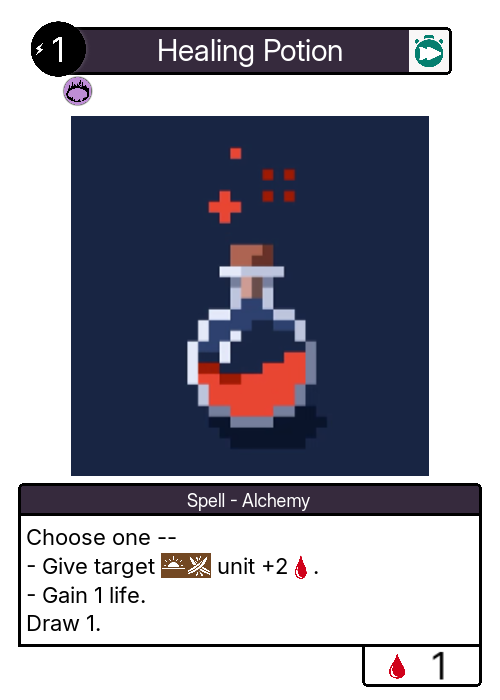 1
Healing Potion
Spell - Alchemy
Choose one --
- Give target unit +2 .
- Gain 1 life.
Draw 1.
1